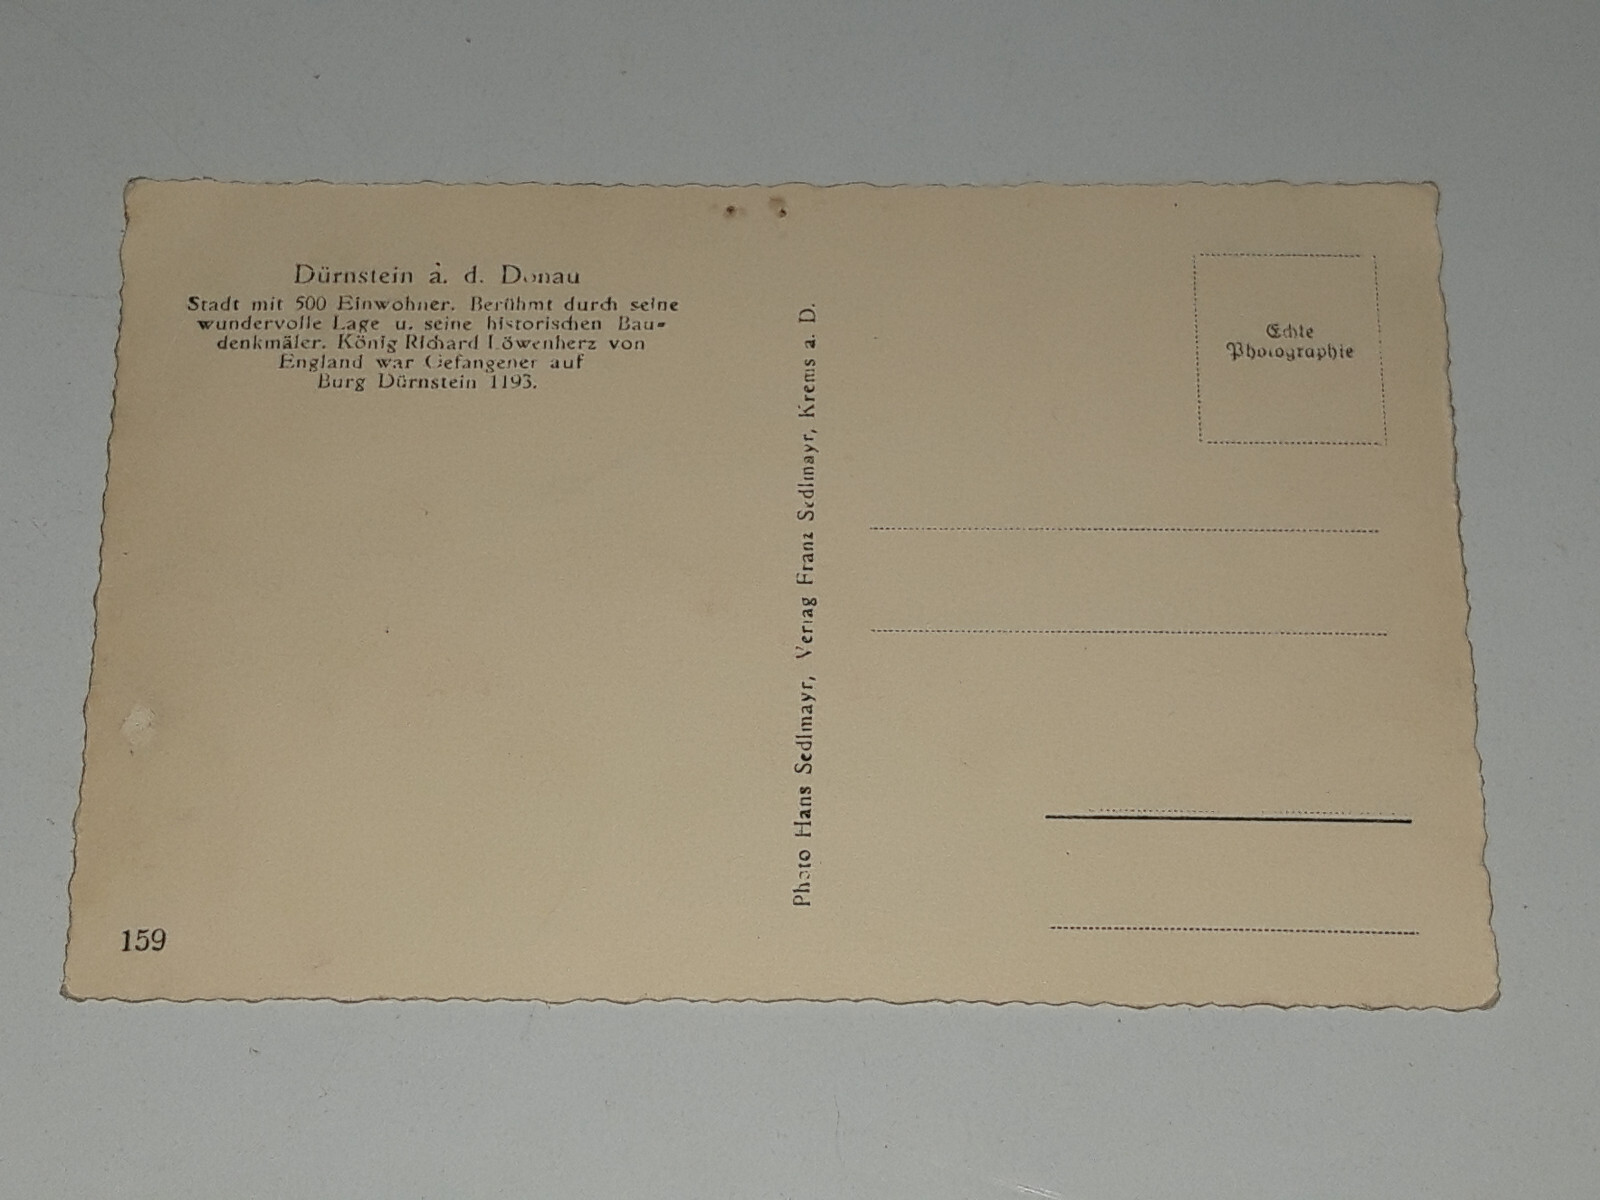 Dürnstein a. d. Donau
Stadt mit 500 Einwohner. Berühmt durch seine
wundervolle Lage u. seine historischen Bau-
denkmäler. König Richard Löwenherz von
England war Gefangener auf
Burg Dürnstein 1193.
159
Photo Hans Sedlmayr, Verlag Franz Sedlmayr, Krems a. D.
Echte
Photographie